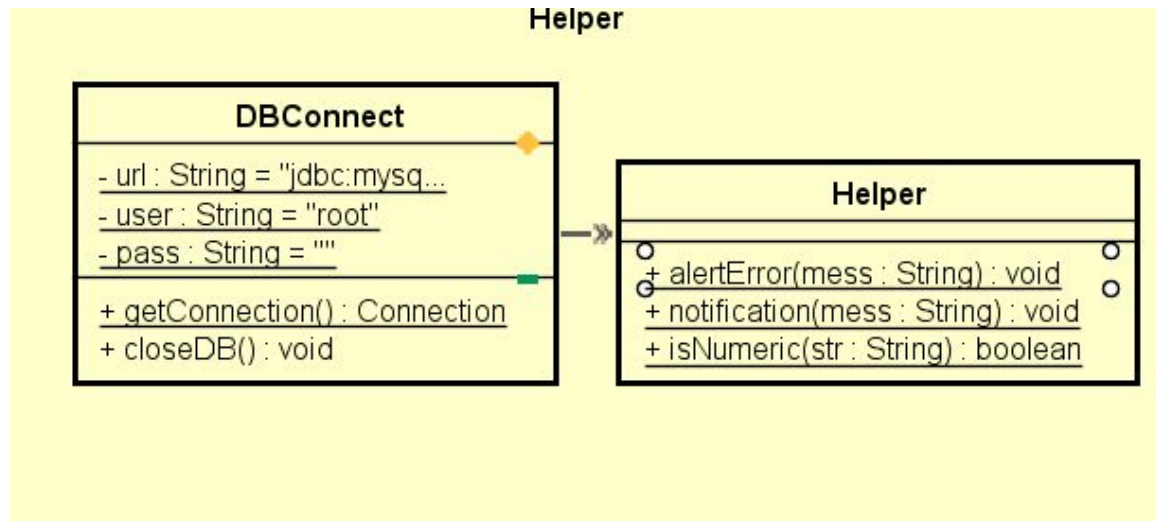 Helper
DBConnect
- url : String = "jdbc:mysq...
- user : String = "root"
- pass : String = ""
+ getConnection() : Connection
+ closeDB() : void
Helper
+ alertError(mess : String) : void
+ notification(mess : String) : void
+ isNumeric(str : String) : boolean